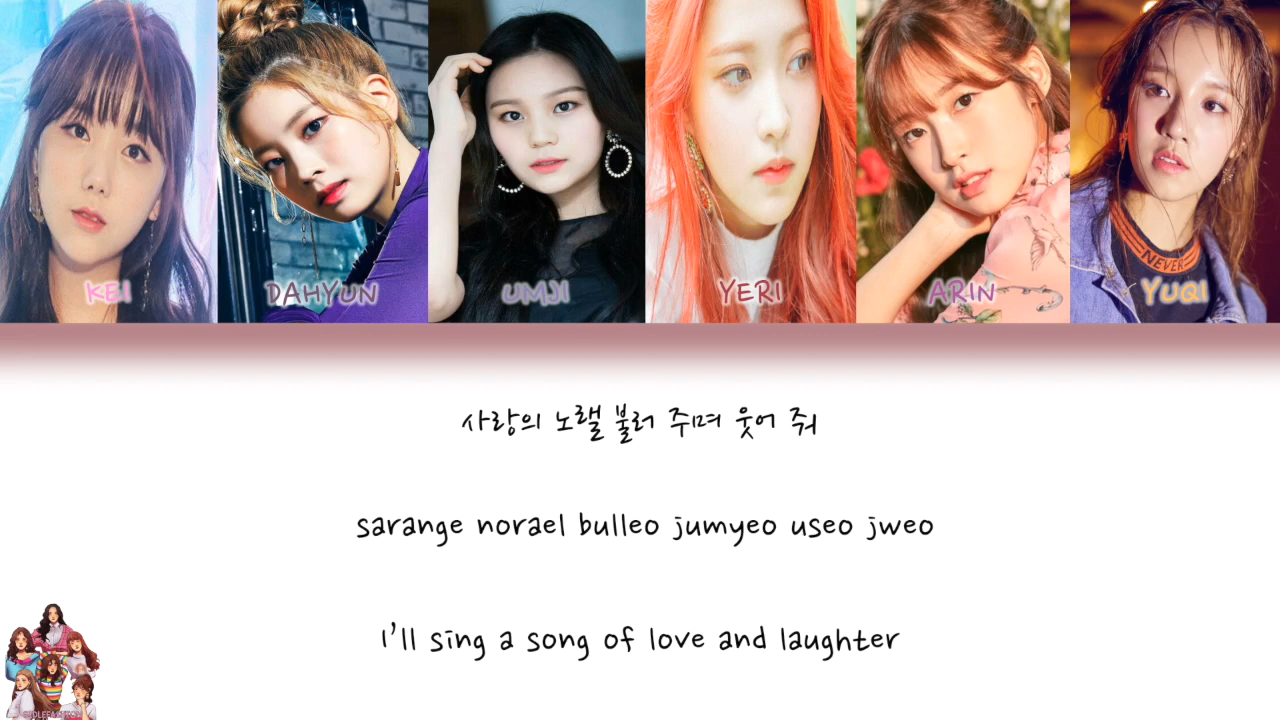 KEI
DAHYUN
UMJI
YERI
ARIN
YUQI
NEVER
사랑의 노랠 불러 주며 웃어 줘
sarange norael bulleo jumyeo useo jweo
I'll sing a song of love and laughter